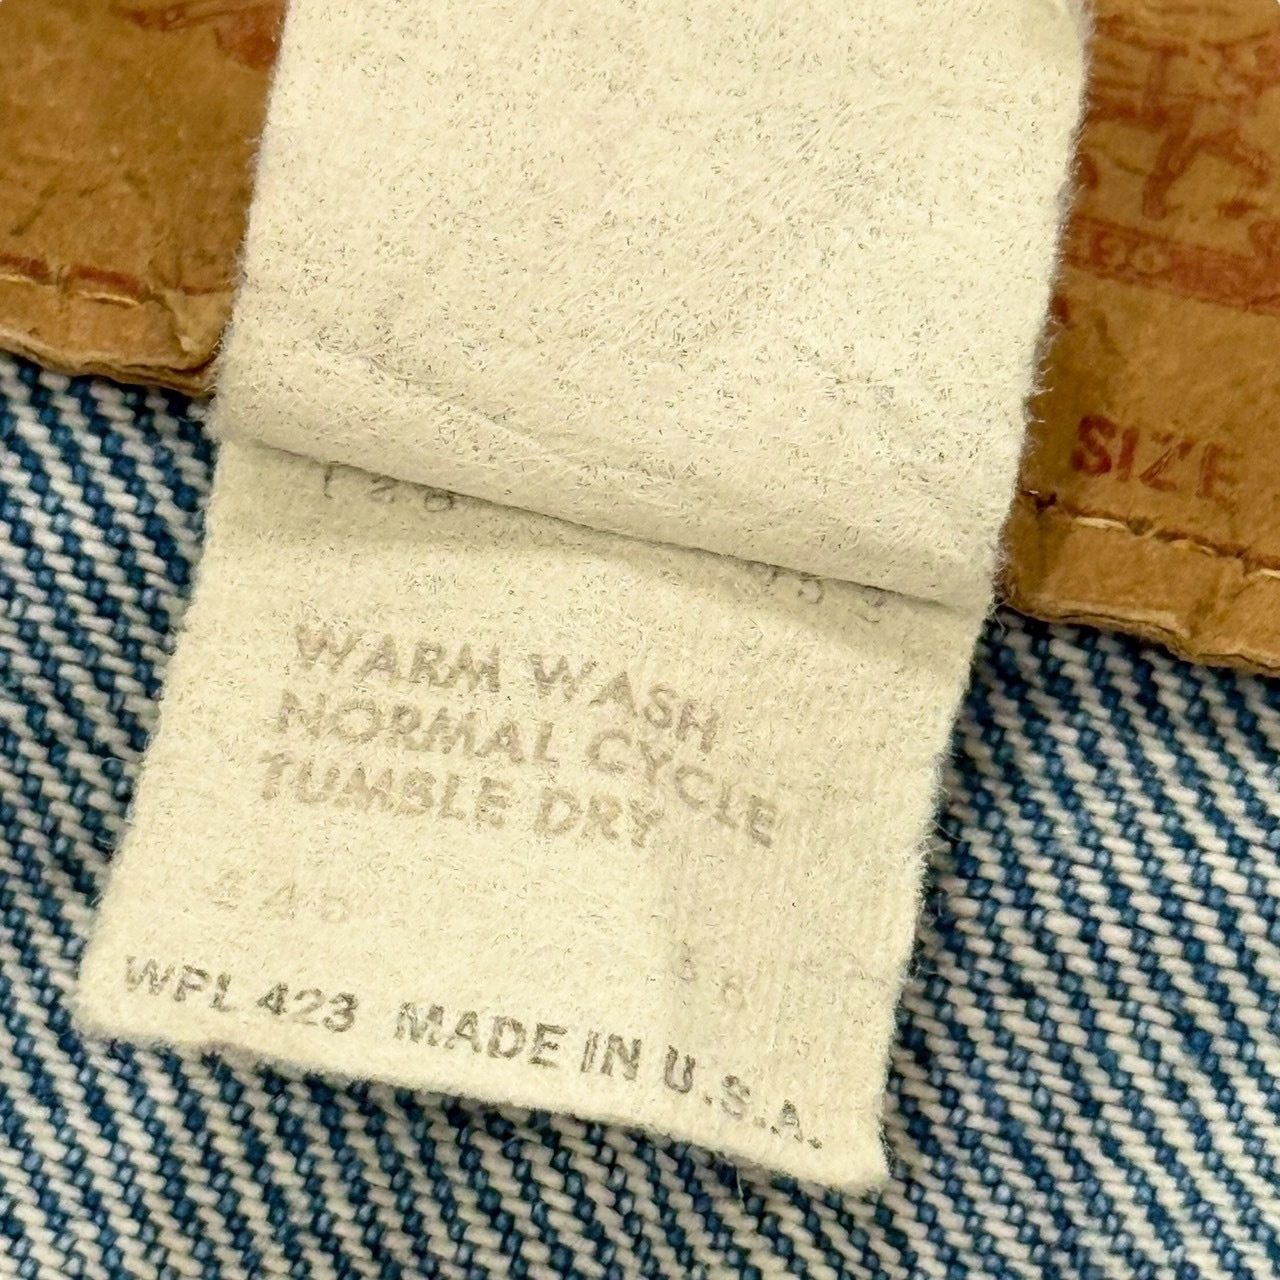 SIZE
WARM WASH
NORMAL CYCLE
TUMBLE DRY
WPL 423 MADE IN U.S.A.